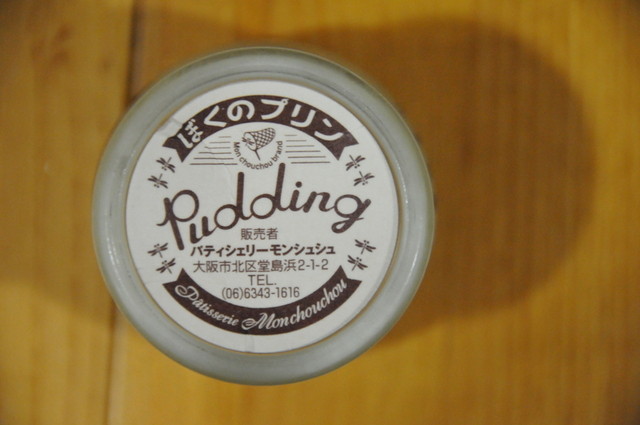 ぼくのプリン
Mon chouchou brand
Pudding
販売者
パティシェリーモンシュシュ
大阪市北区堂島浜2-1-2
TEL.
(06)6343-1616
Pâtisserie Monchouchou